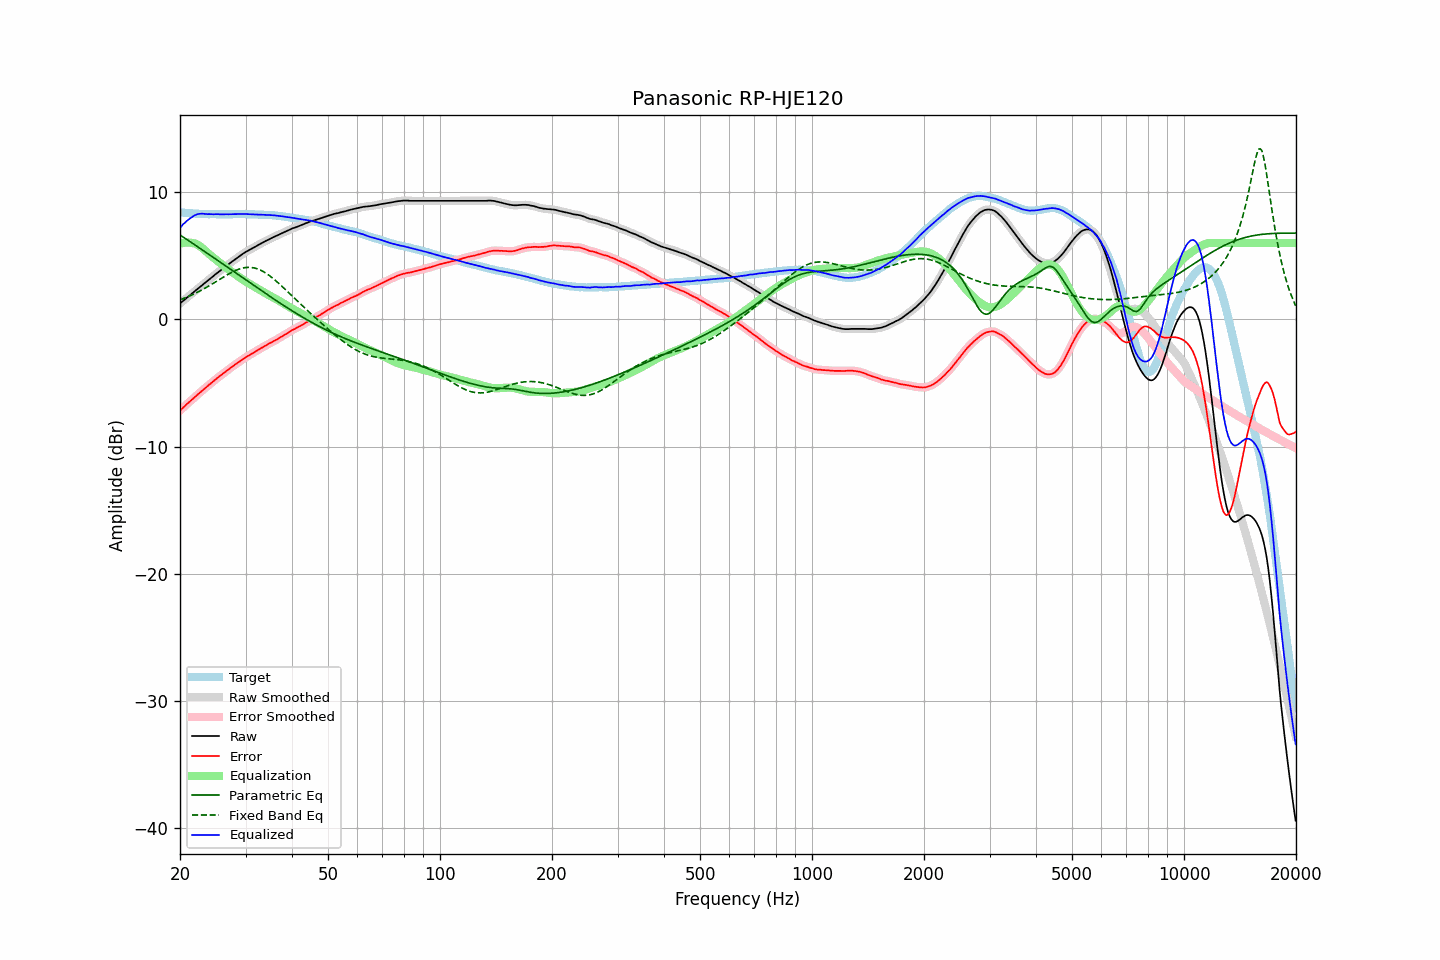 Panasonic RP-HJE120
Amplitude (dBr)
10
0
−10
−20
−30
−40
Target
Raw Smoothed
Error Smoothed
Raw
Error
Equalization
Parametric Eq
Fixed Band Eq
Equalized
20 50 100 200 500 1000 2000 5000 10000 20000
Frequency (Hz)